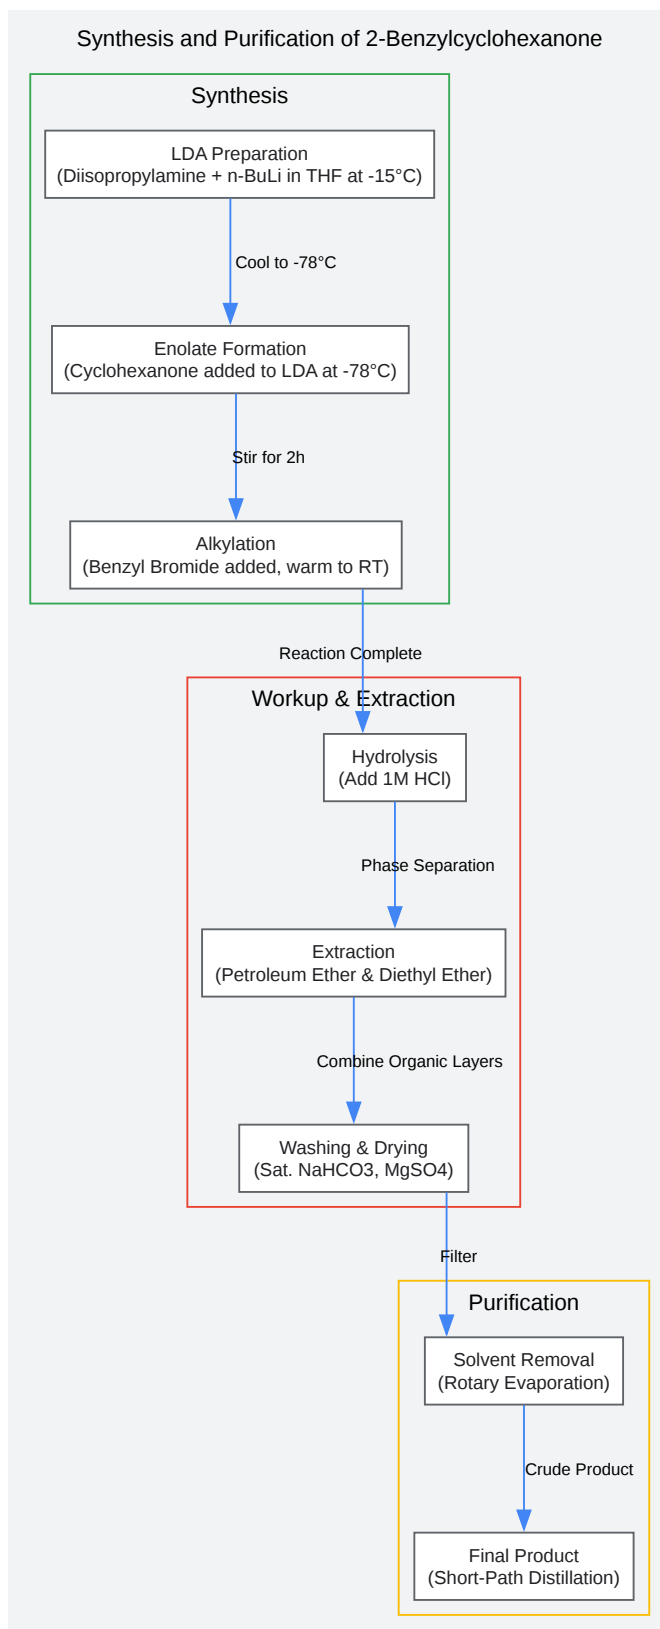 Synthesis and Purification of 2-Benzylcyclohexanone
Synthesis
LDA Preparation
(Diisopropylamine + n-BuLi in THF at -15°C)
Cool to -78°C
Enolate Formation
(Cyclohexanone added to LDA at -78°C)
Stir for 2h
Alkylation
(Benzyl Bromide added, warm to RT)
Reaction Complete
Workup & Extraction
Hydrolysis
(Add 1M HCl)
Phase Separation
Extraction
(Petroleum Ether & Diethyl Ether)
Combine Organic Layers
Washing & Drying
(Sat. NaHCO3, MgSO4)
Filter
Purification
Solvent Removal
(Rotary Evaporation)
Crude Product
Final Product
(Short-Path Distillation)